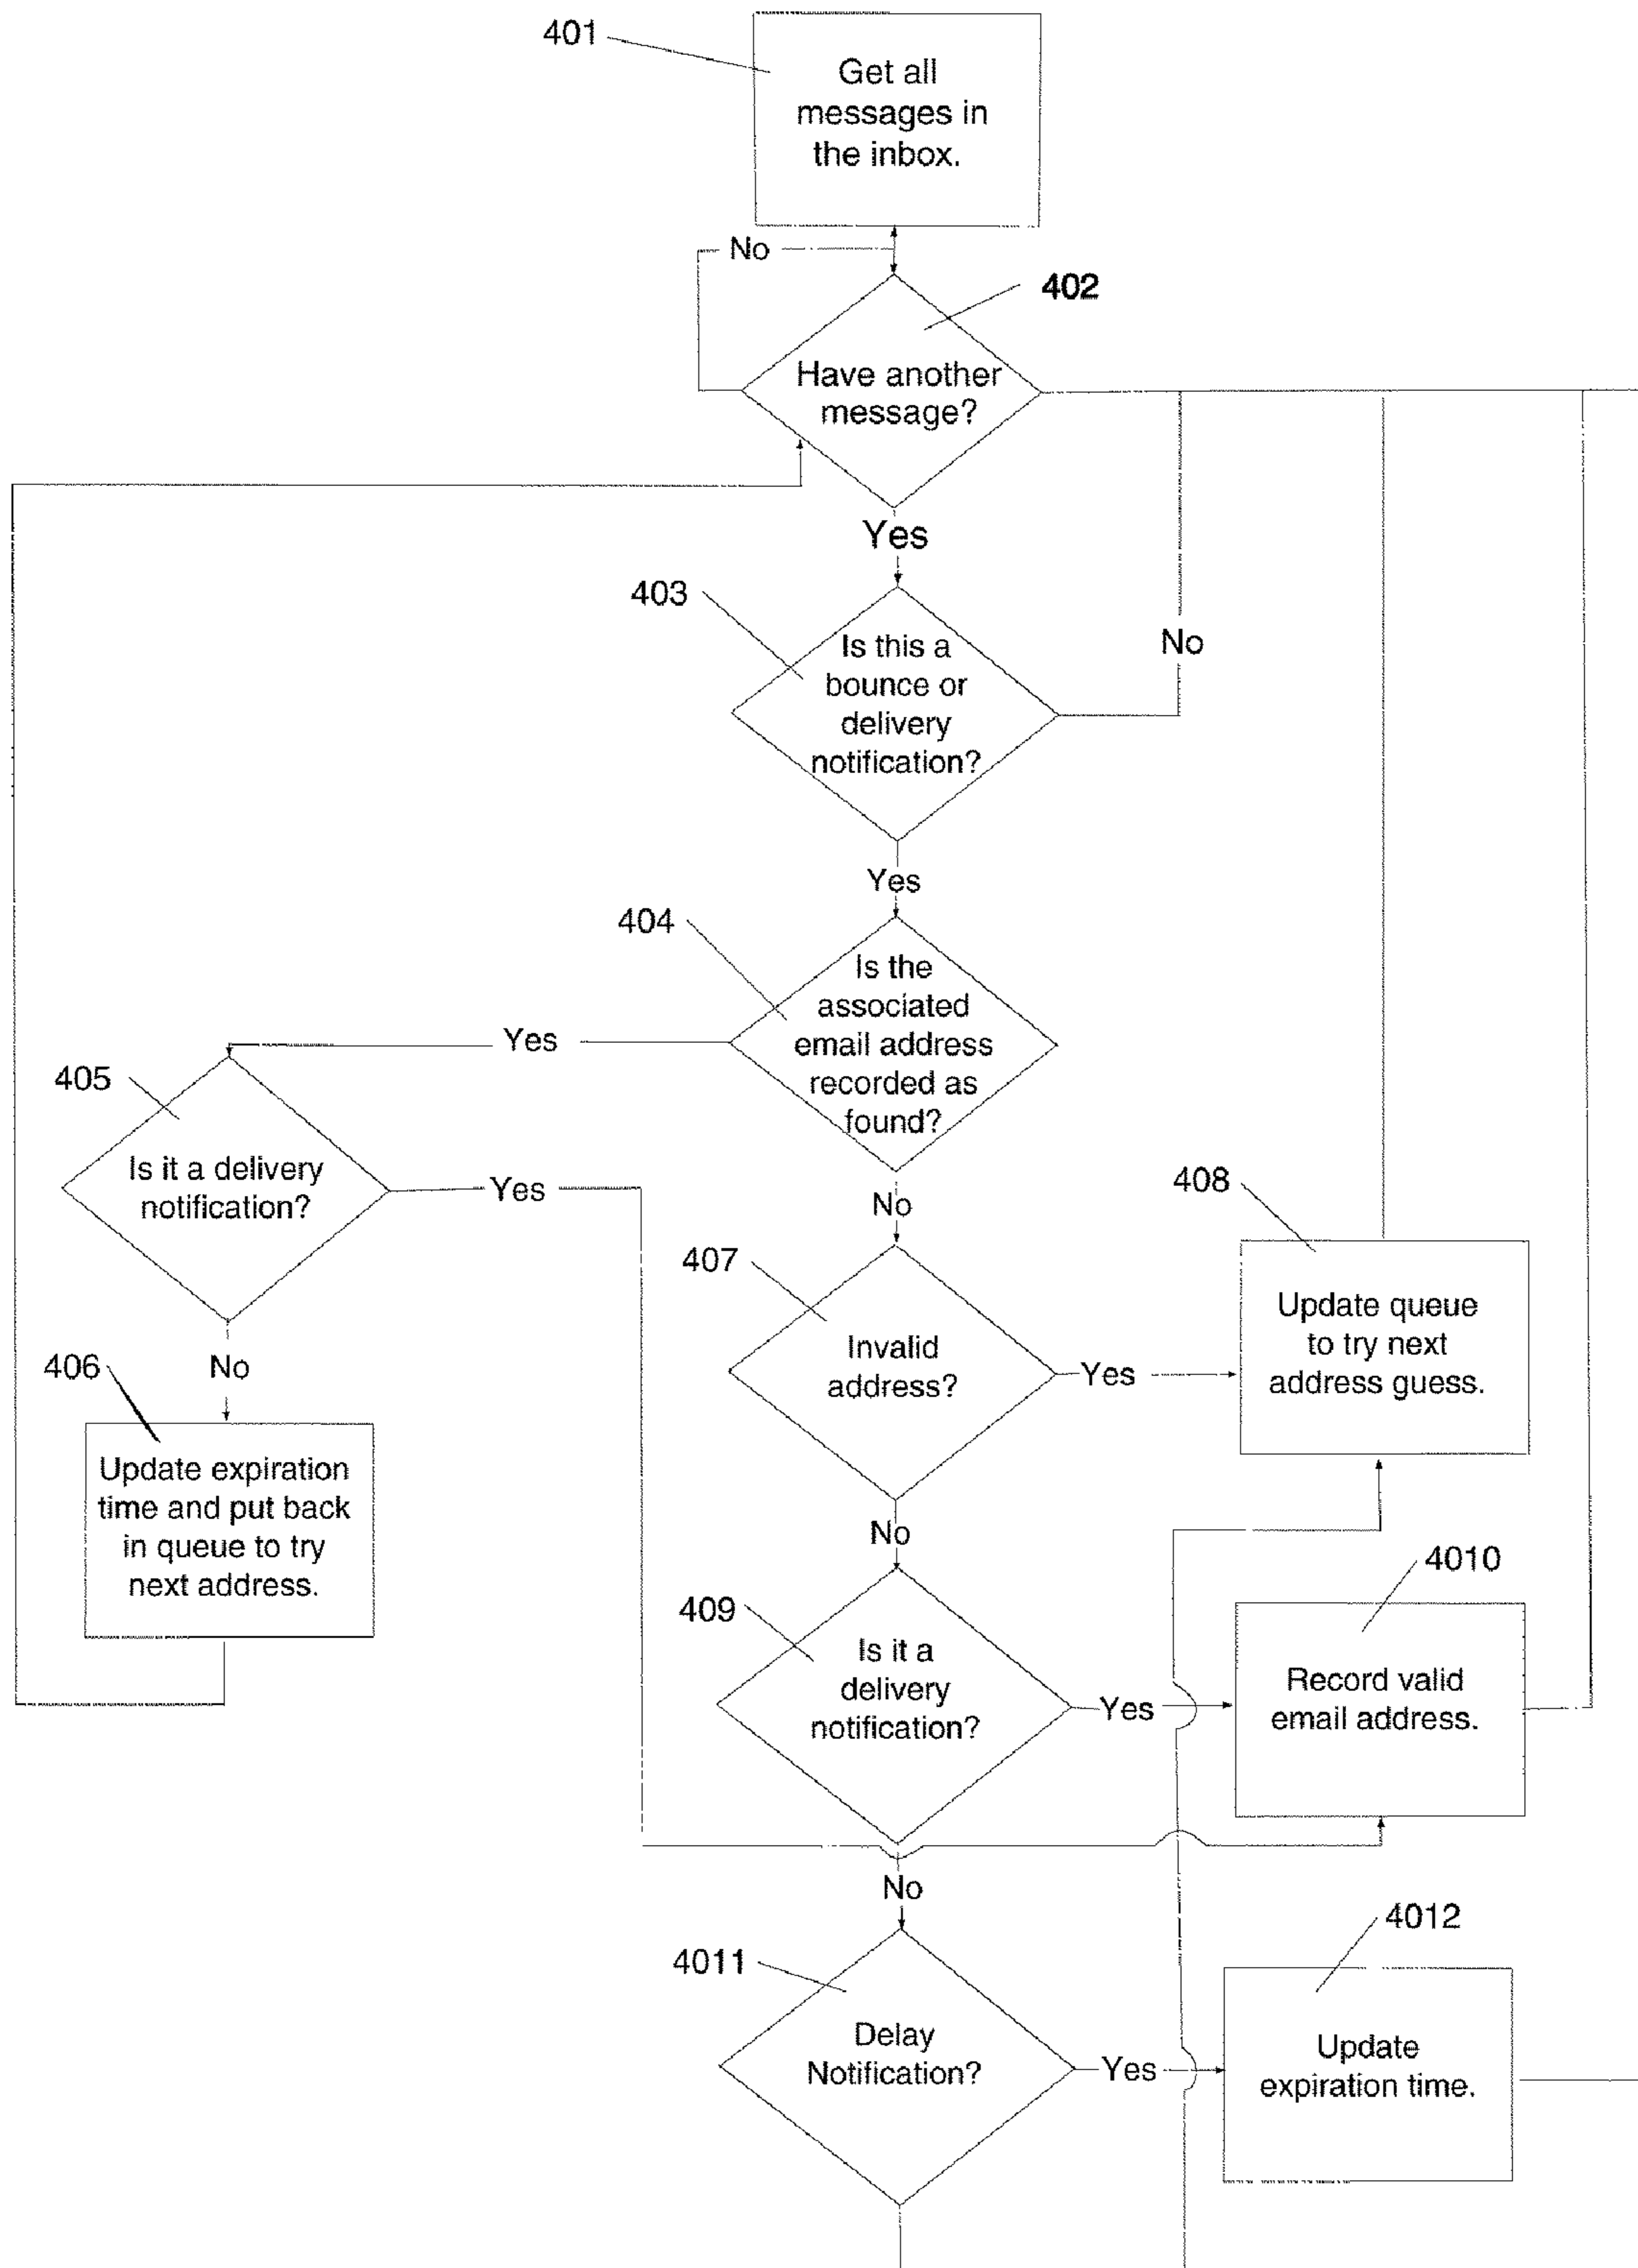 401
Get all
messages in
the inbox.
No
402
Have another
message?
Yes
403
Is this a
bounce or
delivery
notification?
No
Yes
404
Is the
associated
email address
recorded as
found?
Yes
405
Is it a delivery
notification?
Yes
No
408
Update queue
to try next
address guess.
407
Invalid
address?
Yes
No
406
Update expiration
time and put back
in queue to try
next address.
No
4010
Record valid
email address.
409
Is it a
delivery
notification?
Yes
No
4012
Update
expiration time.
4011
Delay
Notification?
Yes